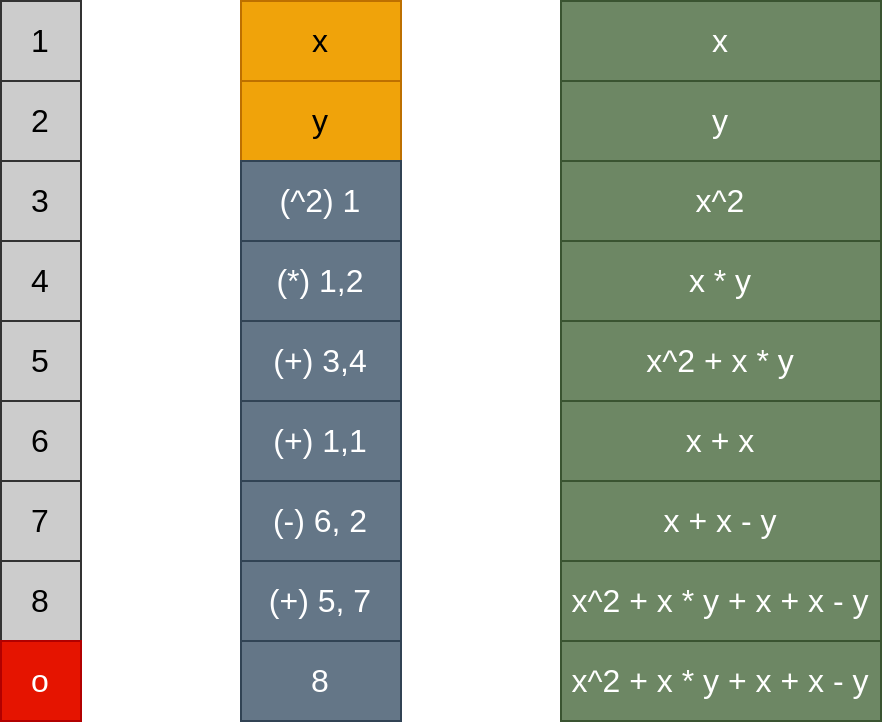 1 x x
2 y y
3 (^2) 1 x^2
4 (*) 1,2 x * y
5 (+) 3,4 x^2 + x * y
6 (+) 1,1 x + x
7 (-) 6, 2 x + x - y
8 (+) 5, 7 x^2 + x * y + x + x - y
o 8 x^2 + x * y + x + x - y